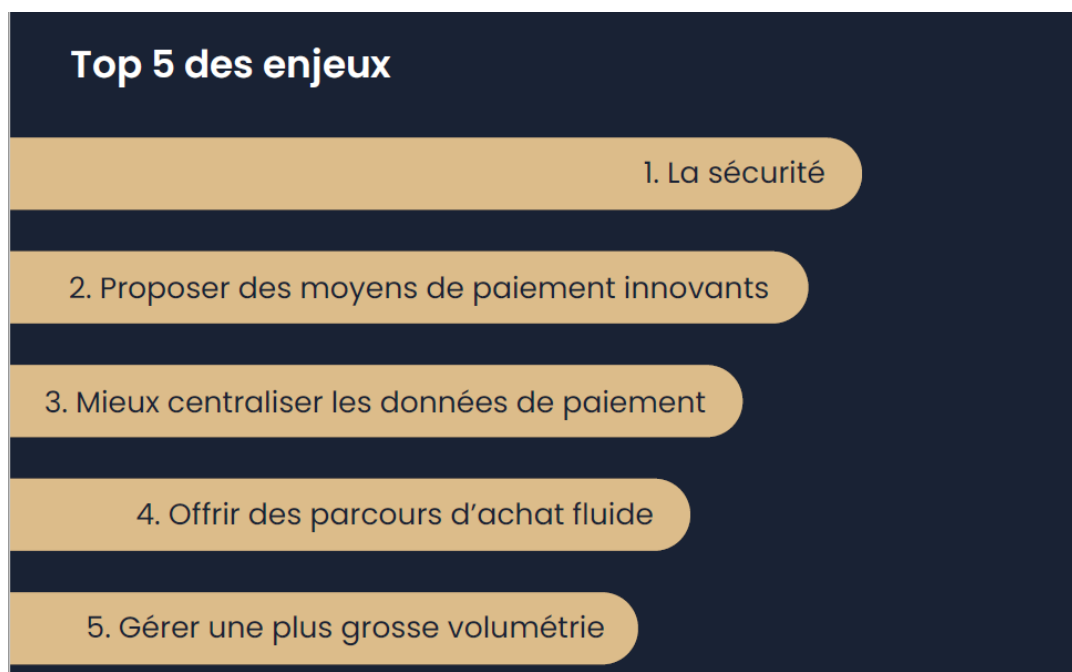 Top 5 des enjeux
1. La sécurité
2. Proposer des moyens de paiement innovants
3. Mieux centraliser les données de paiement
4. Offrir des parcours d’achat fluide
5. Gérer une plus grosse volumétrie